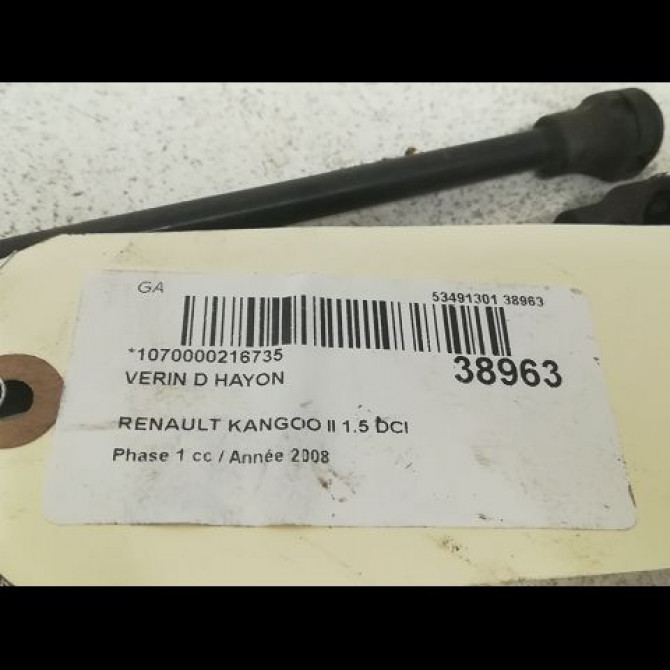 GA
53491301 38963
*1070000216735
38963
VERIN D HAYON
RENAULT KANGOO II 1.5 DCI
Phase 1 cc / Année 2008